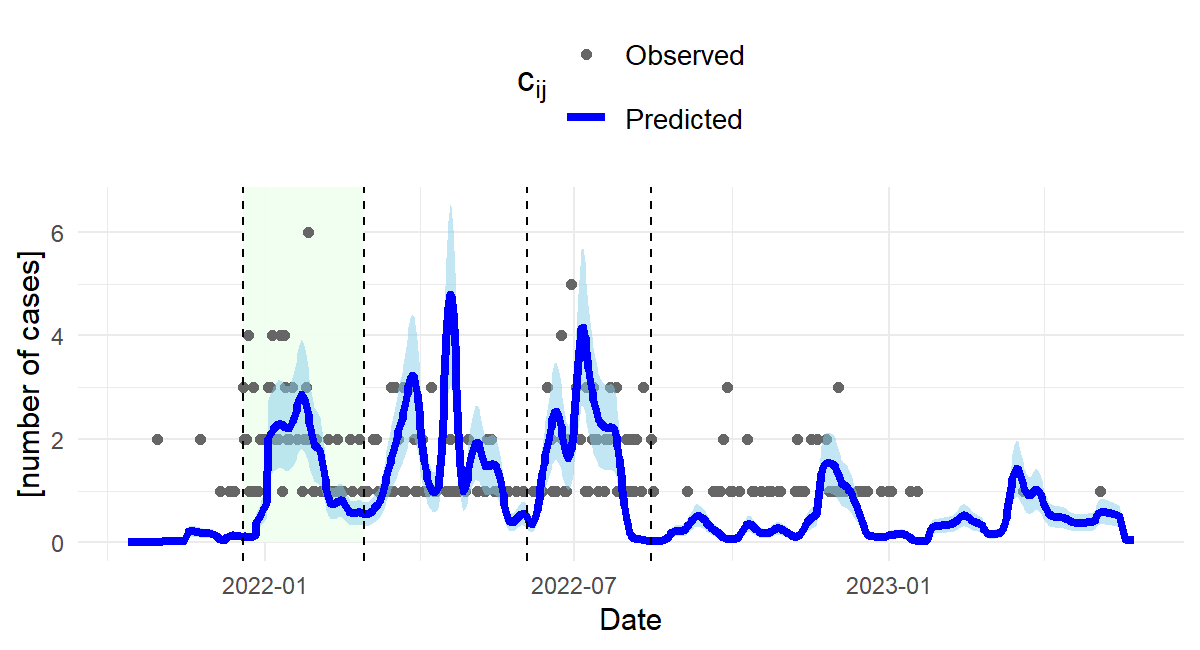 Observed
c_ij
Predicted
[number of cases]
6
4
2
0
2022-01
2022-07
2023-01
Date